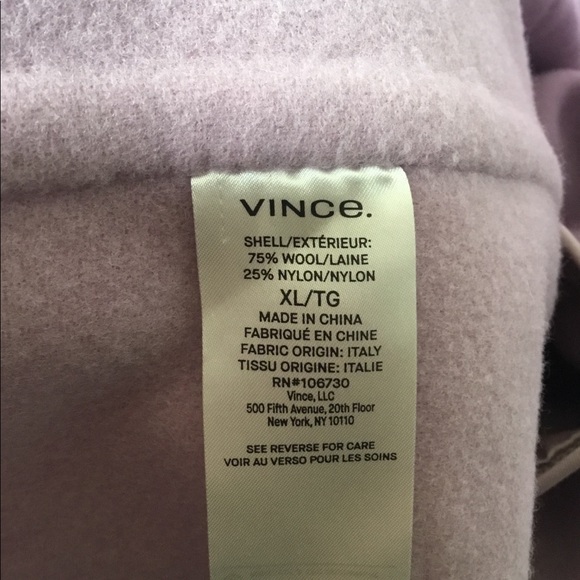 VINCe.
SHELL/EXTÉRIEUR:
75% WOOL/LAINE
25% NYLON/NYLON
XL/TG
MADE IN CHINA
FABRIQUÉ EN CHINE
FABRIC ORIGIN: ITALY
TISSU ORIGINE: ITALIE
RN#106730
Vince, LLC
500 Fifth Avenue, 20th Floor
New York, NY 10110
SEE REVERSE FOR CARE
VOIR AU VERSO POUR LES SOINS